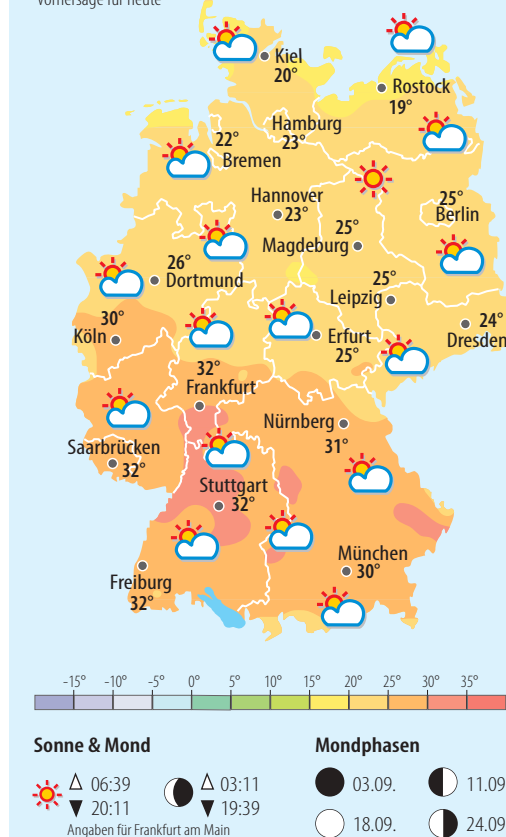 Vorhersage für heute
Kiel
20°
Rostock
19°
Hamburg
23°
22°
Bremen
Hannover
23°
25°
Berlin
25°
Magdeburg
26°
Dortmund
25°
Leipzig
30°
Köln
Erfurt
25°
24°
Dresden
32°
Frankfurt
Nürnberg
31°
Saarbrücken
32°
Stuttgart
32°
München
30°
Freiburg
32°
-15° -10° -5° 0° 5° 10° 15° 20° 25° 30° 35°
Sonne & Mond
06:39
20:11
03:11
19:39
Angaben für Frankfurt am Main
Mondphasen
03.09. 11.09
18.09. 24.09